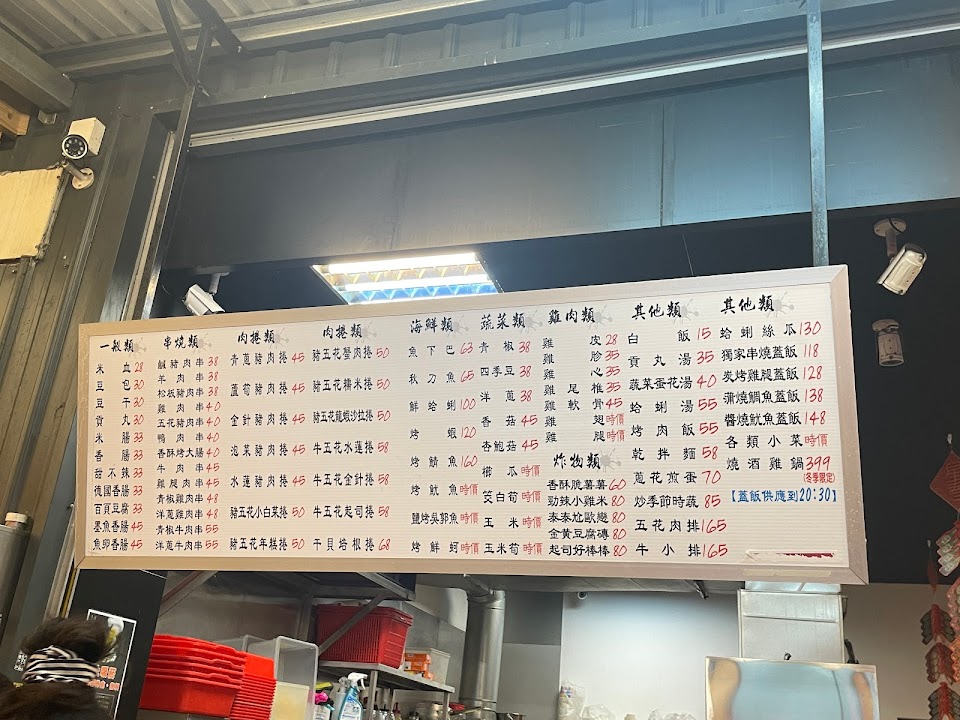 一般類
米血 28
豆包 30
豆干 30
貢丸 30
米腸 33
香腸 33
甜不辣 33
德國香腸 33
百頁豆腐 33
墨魚香腸 45
魚卵香腸 45
串燒類
鹹豬肉串 38
羊肉串 38
松板豬肉串 38
雞肉串 40
五花豬肉串 40
鴨肉串 40
香酥烤大腸 40
牛肉串 45
雞腿肉串 45
青椒雞肉串 48
洋蔥雞肉串 48
青椒牛肉串 55
洋蔥牛肉串 55
肉捲類
青蔥豬肉捲 45
蘆筍豬肉捲 45
金針豬肉捲 45
泡菜豬肉捲 45
水蓮豬肉捲 45
豬五花小白菜捲 50
豬五花年糕捲 50
肉捲類
豬五花蟹肉捲 50
豬五花糯米捲 50
豬五花龍蝦沙拉捲 50
牛五花水蓮捲 58
牛五花金針捲 58
牛五花起司捲 58
干貝培根捲 68
海鮮類
魚下巴 63
秋刀魚 65
鮮蛤蜊 100
烤蝦 120
烤鯖魚 160
烤魷魚 時價
鹽烤吳郭魚 時價
烤鮮蚵 時價
蔬菜類
青椒 38
四季豆 38
洋蔥 38
香菇 45
杏鮑菇 45
櫛瓜 時價
筊白筍 時價
玉米 時價
玉米筍 時價
雞肉類
雞皮 28
雞胗 35
雞心 35
雞尾椎 35
雞軟骨 45
雞翅 時價
雞腿 時價
炸物類
香酥脆薯薯 60
勁辣小雞米 80
泰泰尬歐戀 80
金黃豆腐磚 80
起司好棒棒 80
其他類
白飯 15
貢丸湯 35
蔬菜蛋花湯 40
蛤蜊湯 55
烤肉飯 55
乾拌麵 58
蔥花煎蛋 70
炒季節時蔬 85
五花肉排 165
牛小排 165
其他類
蛤蜊絲瓜 130
獨家串燒蓋飯 118
炭烤雞腿蓋飯 128
蒲燒鯛魚蓋飯 138
醬燒魷魚蓋飯 148
各類小菜 時價
燒酒雞鍋 399
(冬季限定)
【蓋飯供應到20:30】